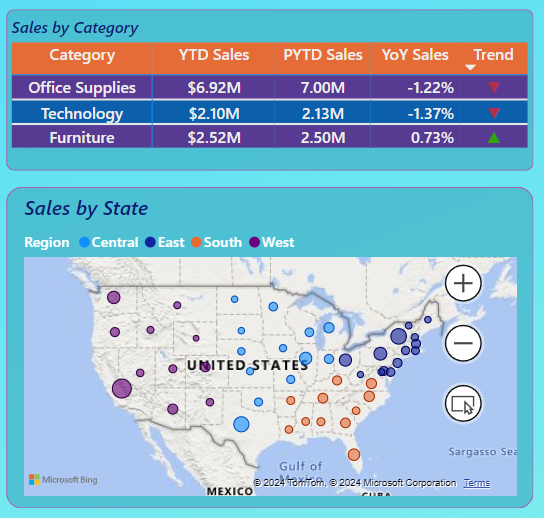 Sales by Category
Category YTD Sales PYTD Sales YoY Sales Trend
Office Supplies $6.92M 7.00M -1.22%
Technology $2.10M 2.13M -1.37%
Furniture $2.52M 2.50M 0.73%
Sales by State
Region Central East South West
UNITED STATES
Sargasso Sea
Gulf of
Mexico
Microsoft Bing
© 2024 TomTom, © 2024 Microsoft Corporation Terms
MEXICO
CUBA